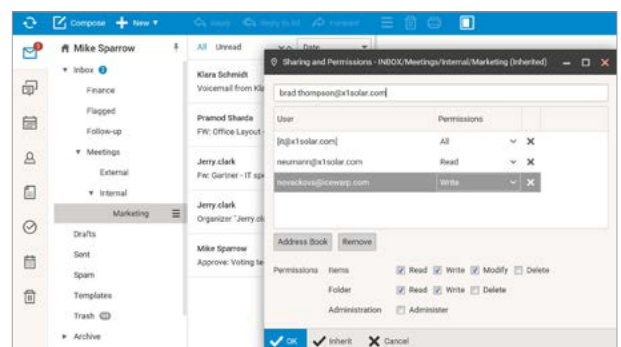 Compose New ▾ Reply Reply to All Forward
Mike Sparrow
Inbox
Finance
Flagged
Follow-up
Meetings
External
Internal
Marketing
Drafts
Sent
Spam
Templates
Trash
Archive
All Unread Date
Klara Schmidt
Voicemail from Kla
Pramod Sharda
FW: Office Layout -
Jerry.clark
Fw: Gartner - IT spe
Jerry.clark
Organizer "Jerry.cl
Mike Sparrow
Approve: Voting te
Sharing and Permissions - INBOX/Meetings/Internal/Marketing (Inherited)
brad.thompson@x1solar.com
User Permissions
[it@x1solar.com] All
neumann@x1solar.com Read
novackova@icewarp.com Write
Address Book Remove
Permissions Items Read Write Modify Delete
Folder Read Write Delete
Administration Administer
OK Inherit Cancel